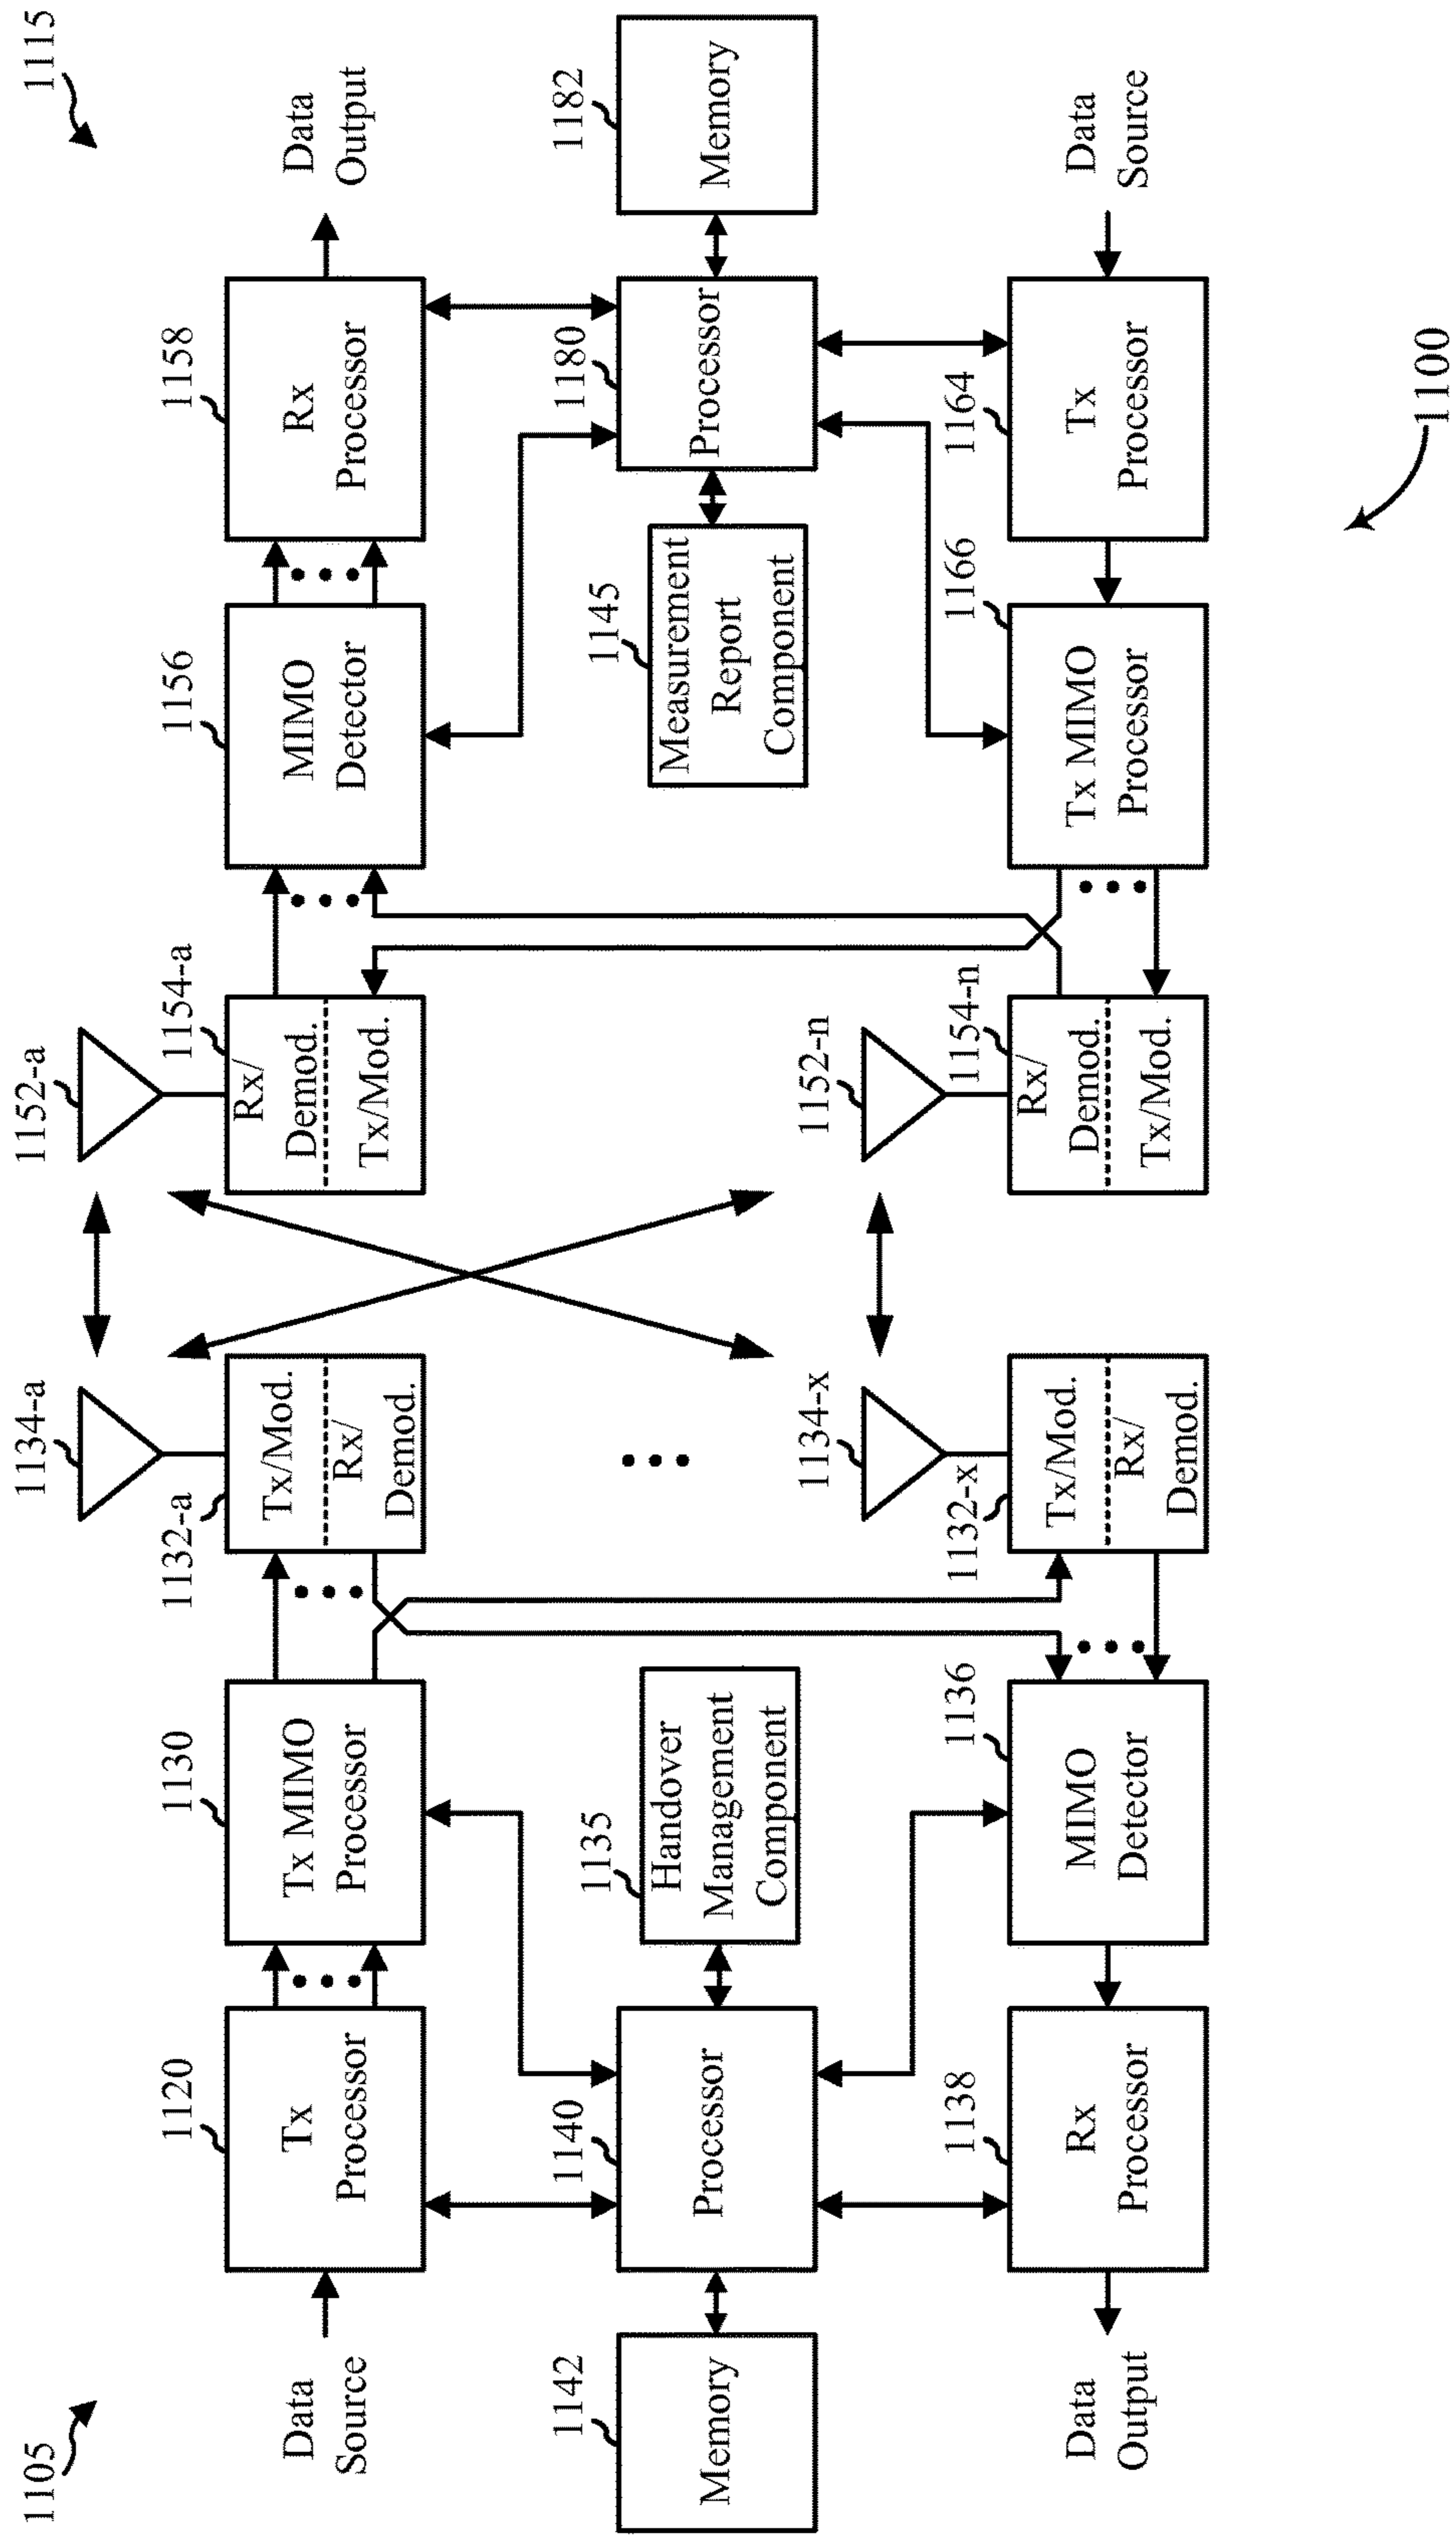 1105
1115
Data
Source
1120
Tx
Processor
1130
Tx MIMO
Processor
1132-a
Tx/Mod.
Rx/
Demod.
1134-a
1152-a
1154-a
Rx/
Demod.
Tx/Mod.
1156
MIMO
Detector
1158
Rx
Processor
Data
Output
1142
Memory
1140
Processor
1135
Handover
Management
Component
1145
Measurement
Report
Component
1180
Processor
1182
Memory
Data
Output
1138
Rx
Processor
1136
MIMO
Detector
1132-x
Tx/Mod.
Rx/
Demod.
1134-x
1152-n
1154-n
Rx/
Demod.
Tx/Mod.
1166
Tx MIMO
Processor
1164
Tx
Processor
Data
Source
1100